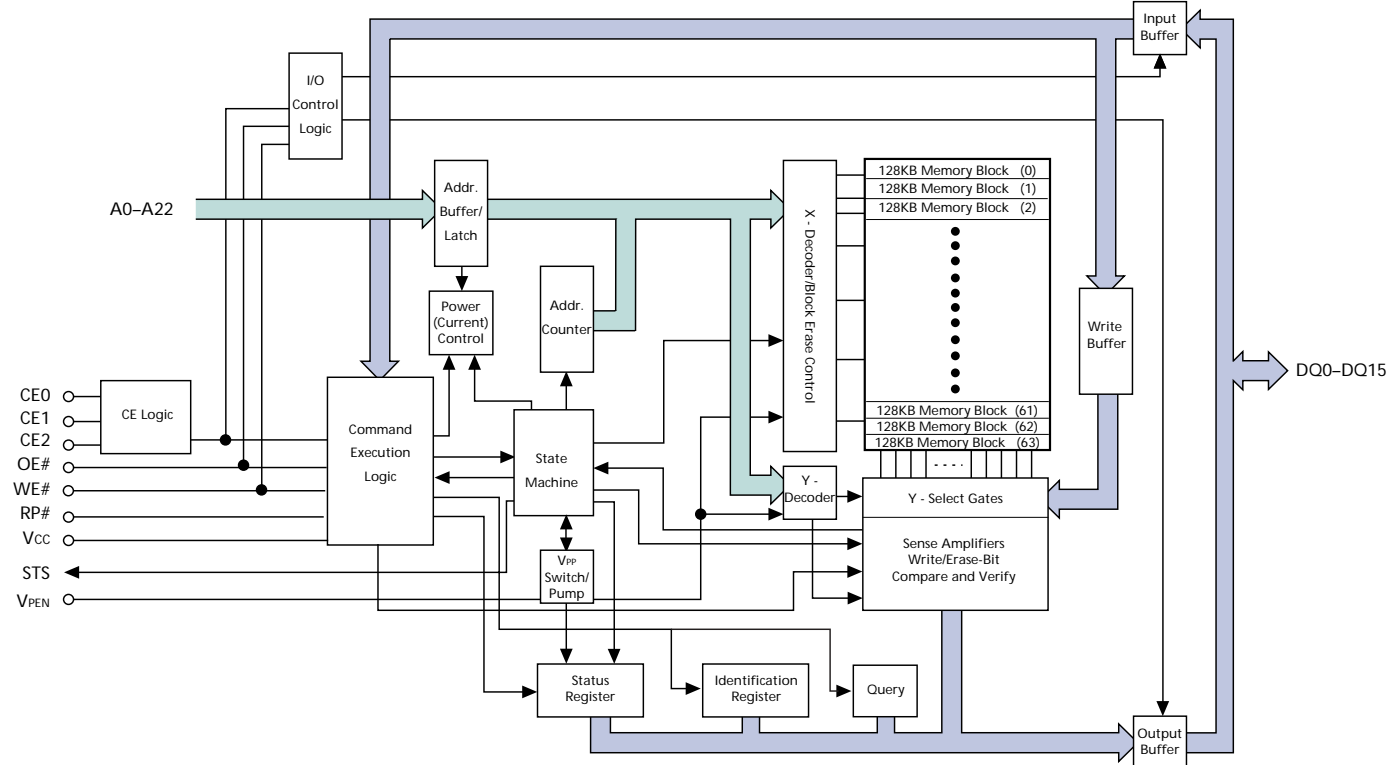 Input
Buffer
I/O
Control
Logic
A0–A22
Addr.
Buffer/
Latch
X - Decoder/Block Erase Control
128KB Memory Block (0)
128KB Memory Block (1)
128KB Memory Block (2)
Addr.
Counter
Power
(Current)
Control
Write
Buffer
DQ0–DQ15
CE0
CE1
CE2
OE#
WE#
RP#
VCC
STS
VPEN
CE Logic
Command
Execution
Logic
State
Machine
128KB Memory Block (61)
128KB Memory Block (62)
128KB Memory Block (63)
Y -
Decoder
Y - Select Gates
Sense Amplifiers
Write/Erase-Bit
Compare and Verify
VPP
Switch/
Pump
Status
Register
Identification
Register
Query
Output
Buffer